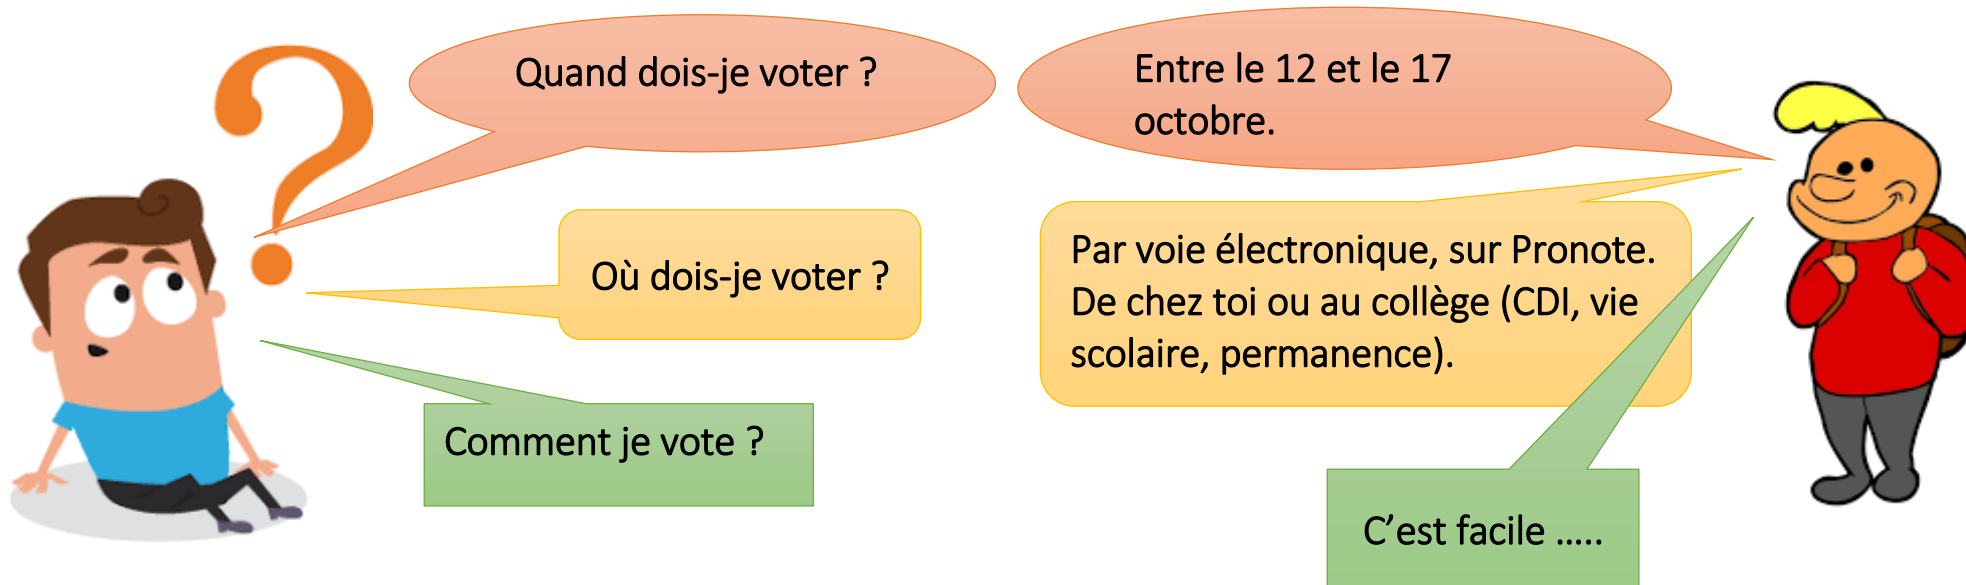 Quand dois-je voter ?
Entre le 12 et le 17
octobre.
Où dois-je voter ?
Par voie électronique, sur Pronote.
De chez toi ou au collège (CDI, vie
scolaire, permanence).
Comment je vote ?
C’est facile .....